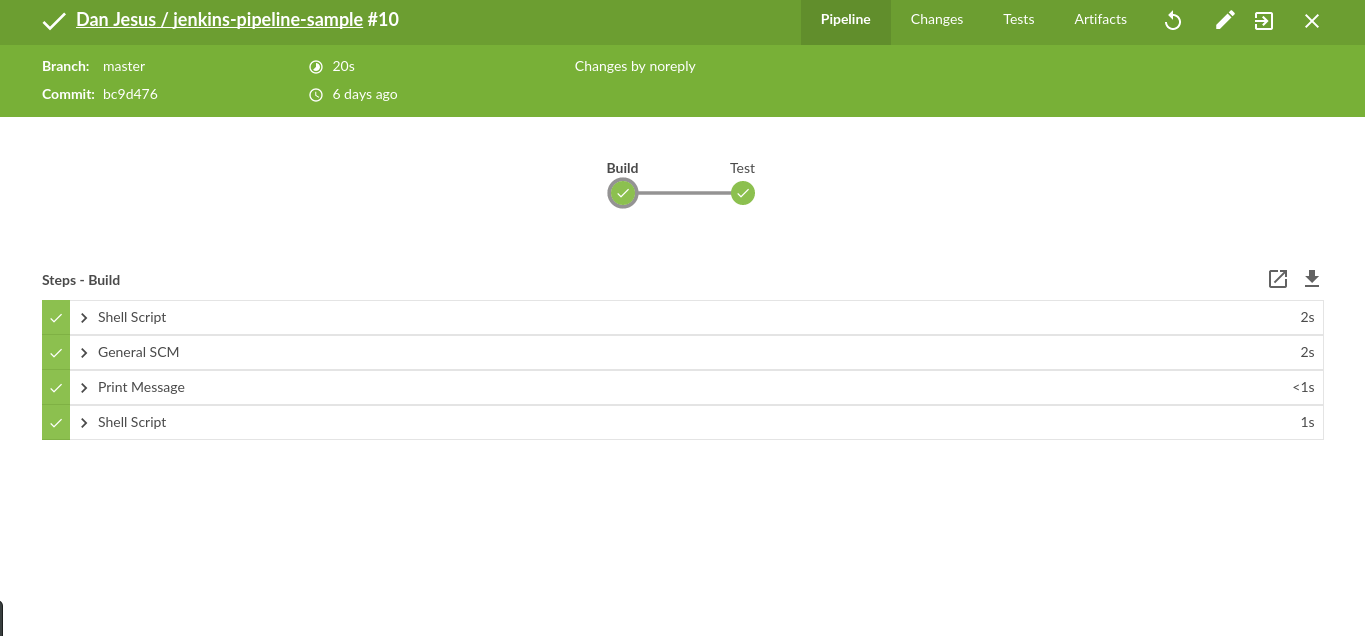 Dan Jesus / jenkins-pipeline-sample #10
Pipeline Changes Tests Artifacts
Branch: master 20s Changes by noreply
Commit: bc9d476 6 days ago
Build Test
Steps - Build
Shell Script 2s
General SCM 2s
Print Message <1s
Shell Script 1s